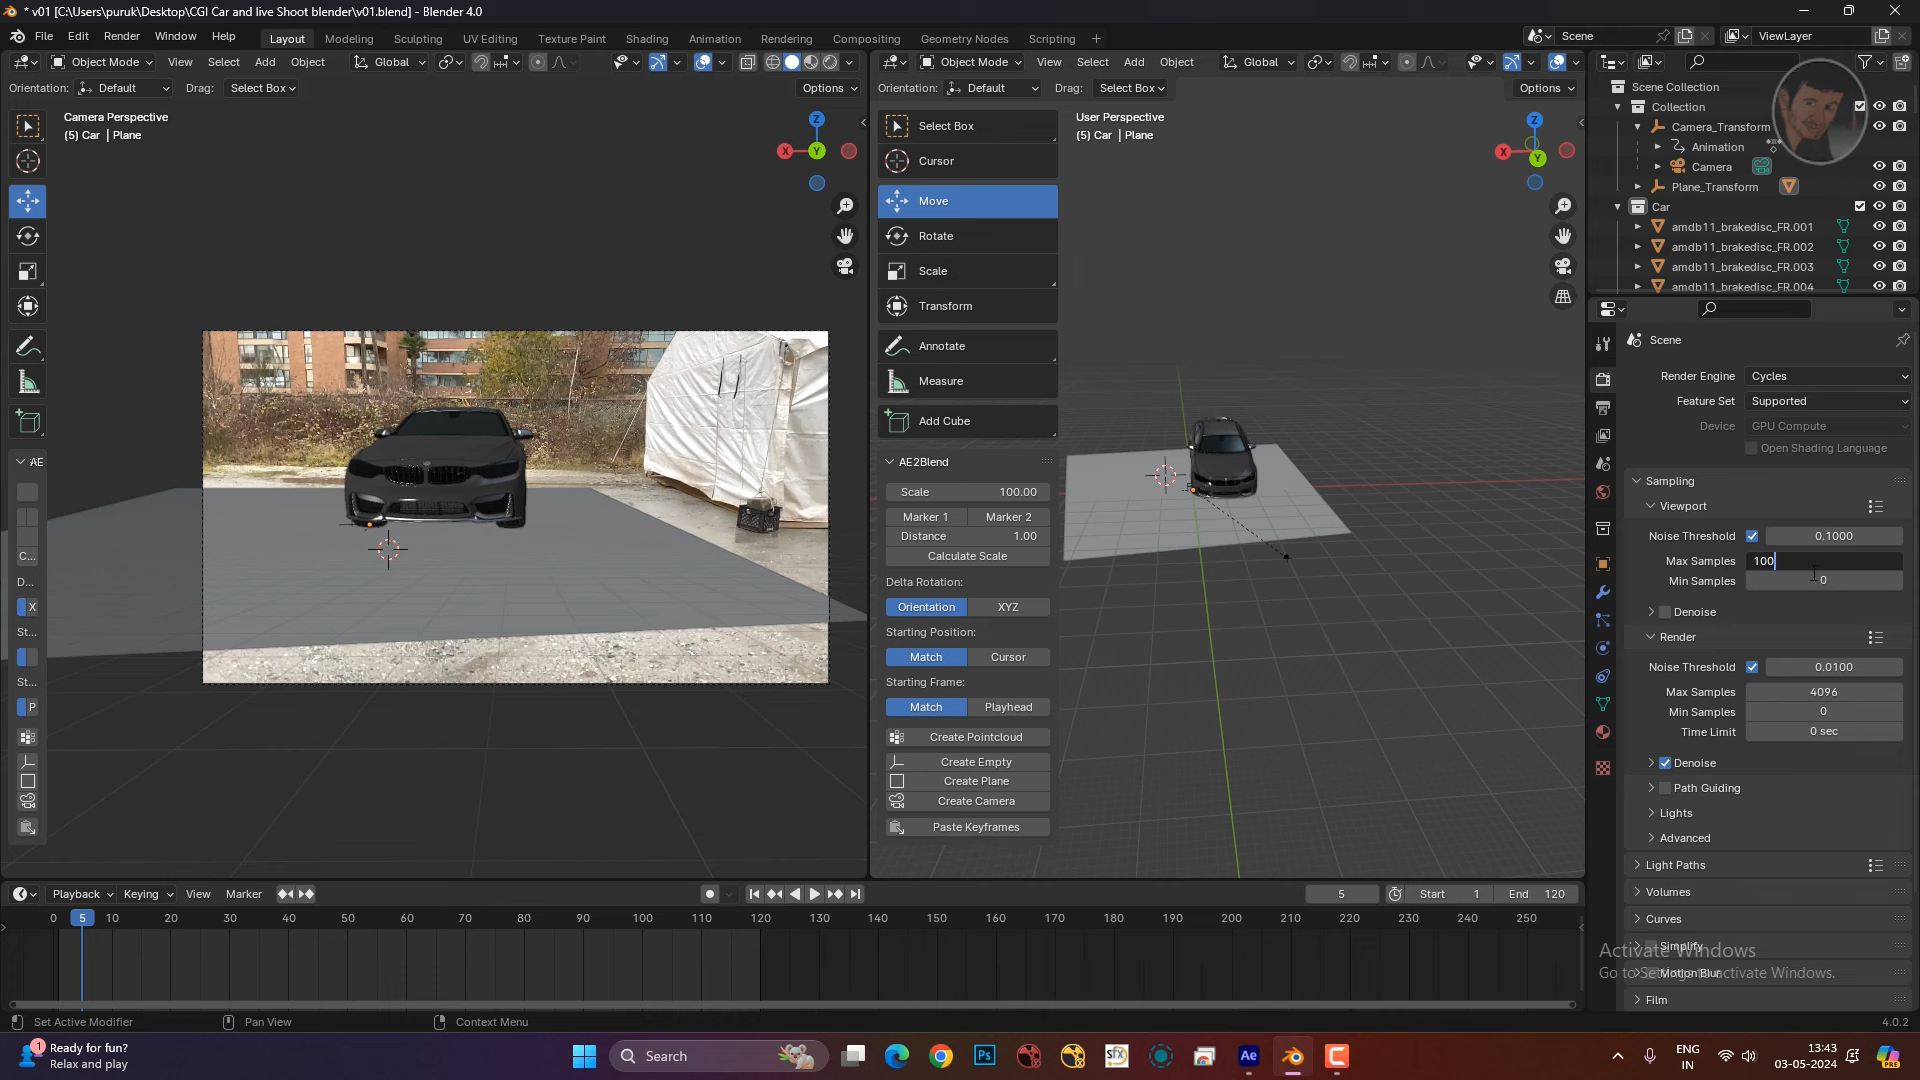 * v01 [C:\Users\puruk\Desktop\CGI Car and live Shoot blender\v01.blend] - Blender 4.0
File Edit Render Window Help Layout Modeling Sculpting UV Editing Texture Paint Shading Animation Rendering Compositing Geometry Nodes Scripting + Scene ViewLayer
Object Mode View Select Add Object Global Object Mode View Select Add Object Global
Orientation: Default Drag: Select Box Options Orientation: Default Drag: Select Box Options
Scene Collection
Collection
Camera_Transform
Animation
Camera
Plane_Transform
Car
amdb11_brakedisc_FR.001
amdb11_brakedisc_FR.002
amdb11_brakedisc_FR.003
amdb11_brakedisc_FR.004
Camera Perspective
(5) Car | Plane
Z
X
Y
AE
C...
D...
X
St...
St...
P
User Perspective
(5) Car | Plane
Z
X
Y
Select Box
Cursor
Move
Rotate
Scale
Transform
Annotate
Measure
Add Cube
AE2Blend
Scale 100.00
Marker 1 Marker 2
Distance 1.00
Calculate Scale
Delta Rotation:
Orientation XYZ
Starting Position:
Match Cursor
Starting Frame:
Match Playhead
Create Pointcloud
Create Empty
Create Plane
Create Camera
Paste Keyframes
Scene
Render Engine Cycles
Feature Set Supported
Device GPU Compute
Open Shading Language
Sampling
Viewport
Noise Threshold 0.1000
Max Samples 100
Min Samples 0
Denoise
Render
Noise Threshold 0.0100
Max Samples 4096
Min Samples 0
Time Limit 0 sec
Denoise
Path Guiding
Lights
Advanced
Light Paths
Volumes
Curves
Simplify
Motion Blur
Film
Activate Windows
Go to Settings to activate Windows.
Playback Keying View Marker 5 Start 1 End 120
0 5 10 20 30 40 50 60 70 80 90 100 110 120 130 140 150 160 170 180 190 200 210 220 230 240 250
Set Active Modifier Pan View Context Menu 4.0.2
1 Ready for fun?
Relax and play
Search
Ps
sfx
Ae
ENG
IN
13:43
03-05-2024
PRE